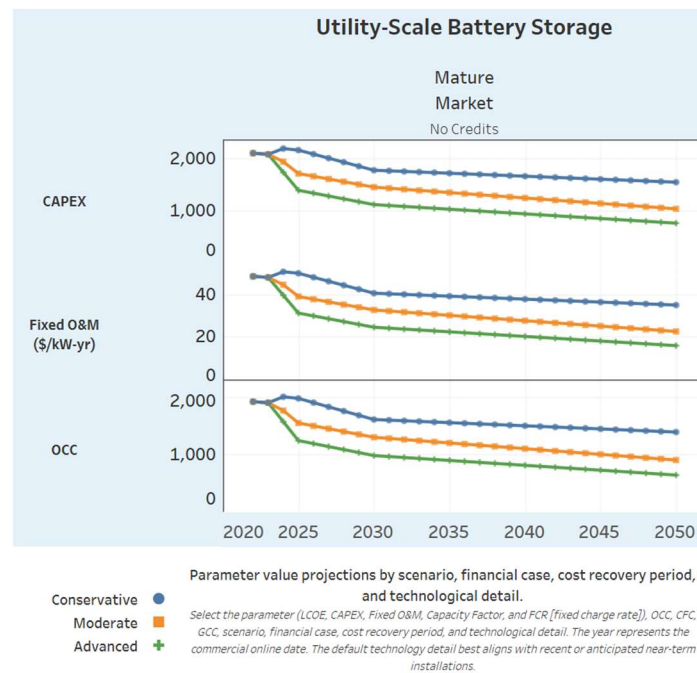 Utility-Scale Battery Storage
Mature
Market
No Credits
CAPEX
2,000
1,000
0
Fixed O&M
($/kW-yr)
40
20
0
OCC
2,000
1,000
0
2020 2025 2030 2035 2040 2045 2050
Conservative
Moderate
Advanced
Parameter value projections by scenario, financial case, cost recovery period,
and technological detail.
Select the parameter (LCOE, CAPEX, Fixed O&M, Capacity Factor, and FCR [fixed charge rate]), OCC, CFC,
GCC, scenario, financial case, cost recovery period, and technological detail. The year represents the
commercial online date. The default technology detail best aligns with recent or anticipated near-term
installations.